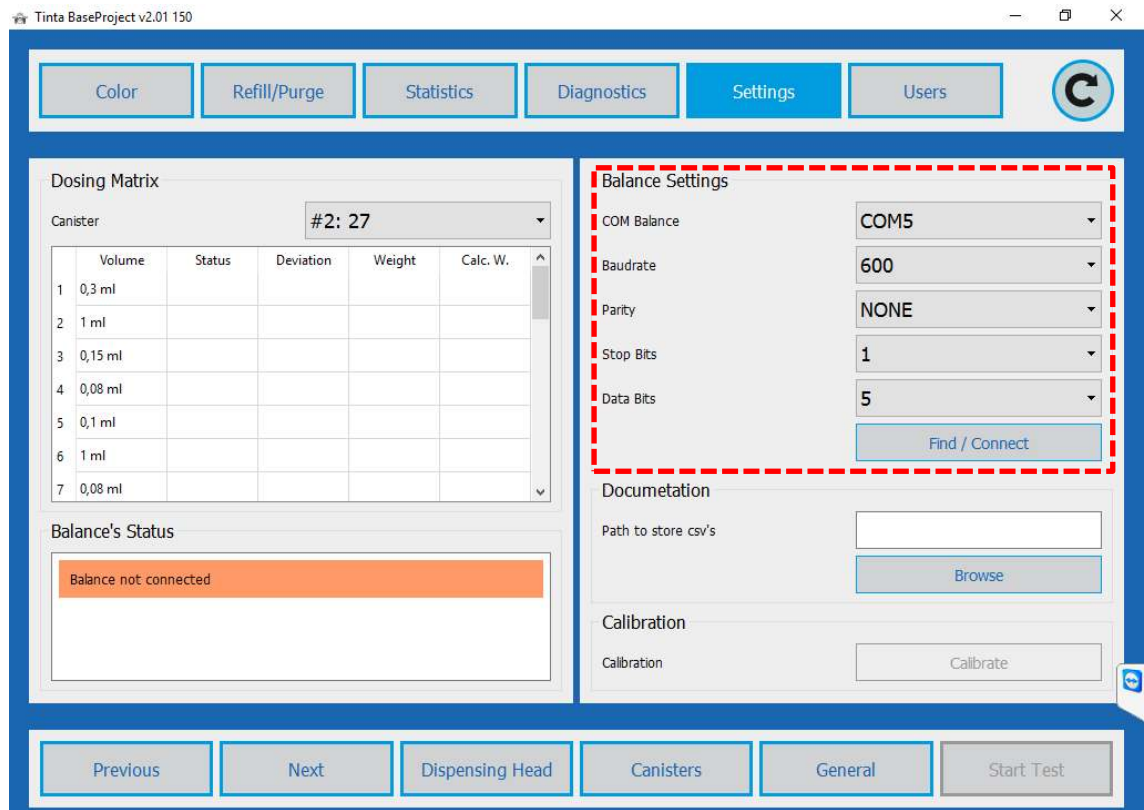 Tinta BaseProject v2.01 150
Color Refill/Purge Statistics Diagnostics Settings Users
Dosing Matrix
Canister #2: 27
Volume Status Deviation Weight Calc. W.
1 0,3 ml
2 1 ml
3 0,15 ml
4 0,08 ml
5 0,1 ml
6 1 ml
7 0,08 ml
Balance's Status
Balance not connected
Balance Settings
COM Balance COM5
Baudrate 600
Parity NONE
Stop Bits 1
Data Bits 5
Find / Connect
Documetation
Path to store csv's
Browse
Calibration
Calibration Calibrate
Previous Next Dispensing Head Canisters General Start Test